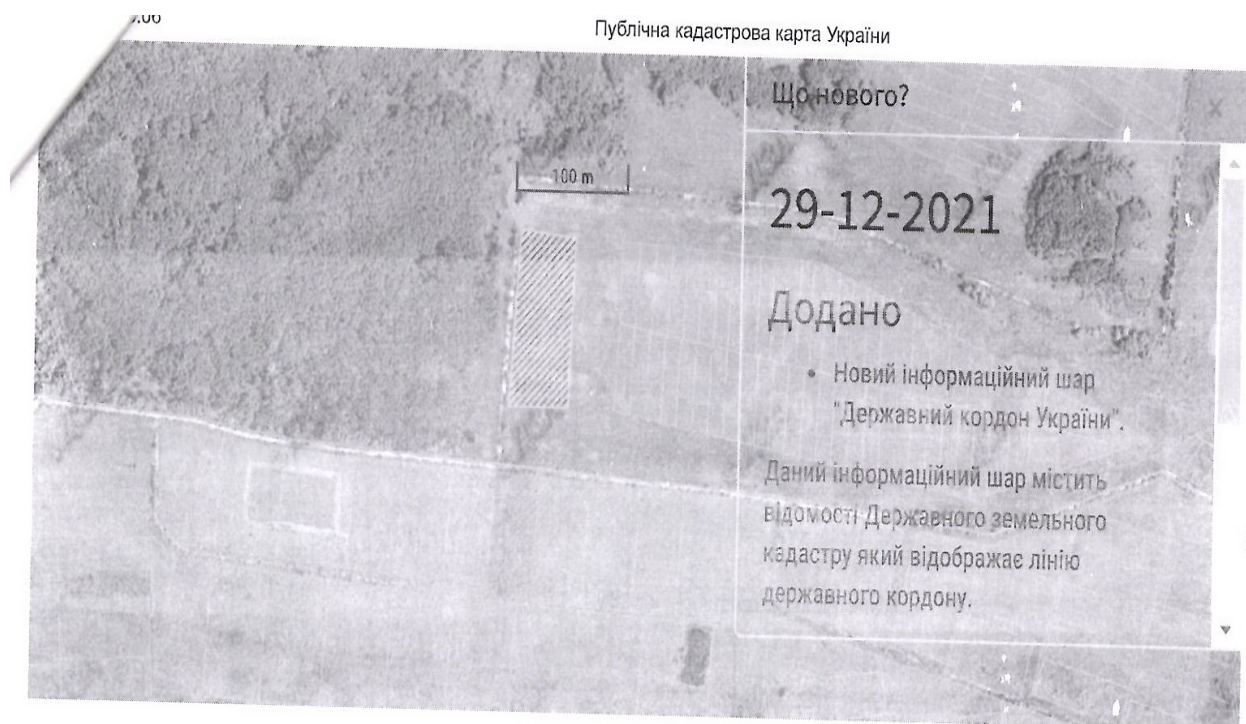 Публічна кадастрова карта України
Що нового?
100 m
29-12-2021
Додано
• Новий інформаційний шар
"Державний кордон України".
Даний інформаційний шар містить
відомості Державного земельного
кадастру який відображає лінію
державного кордону.